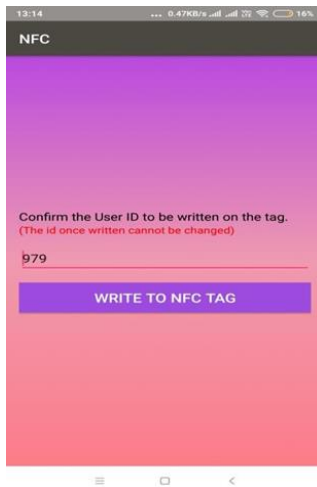 13:14 ... 0.47KB/s 16%
NFC
Confirm the User ID to be written on the tag.
(The id once written cannot be changed)
979
WRITE TO NFC TAG